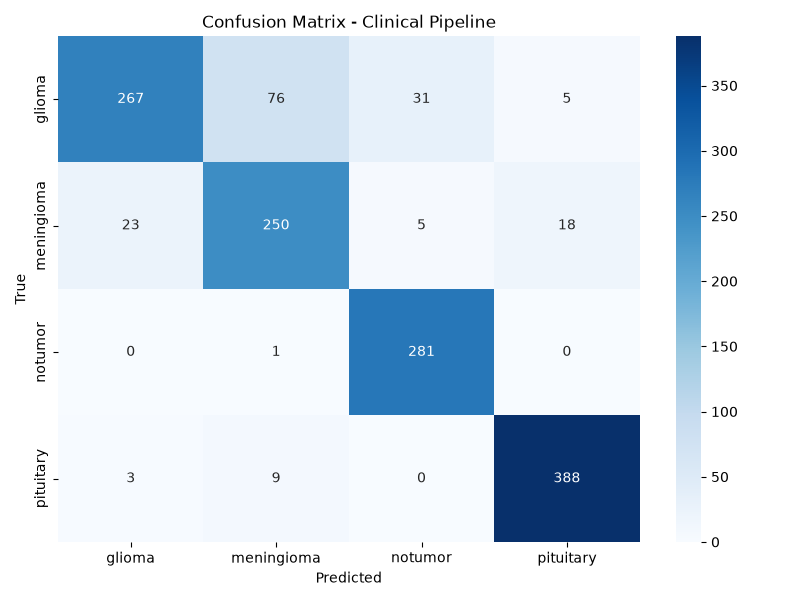 Confusion Matrix - Clinical Pipeline
True
glioma 267 76 31 5
meningioma 23 250 5 18
notumor 0 1 281 0
pituitary 3 9 0 388
glioma meningioma notumor pituitary
Predicted
350
300
250
200
150
100
50
0